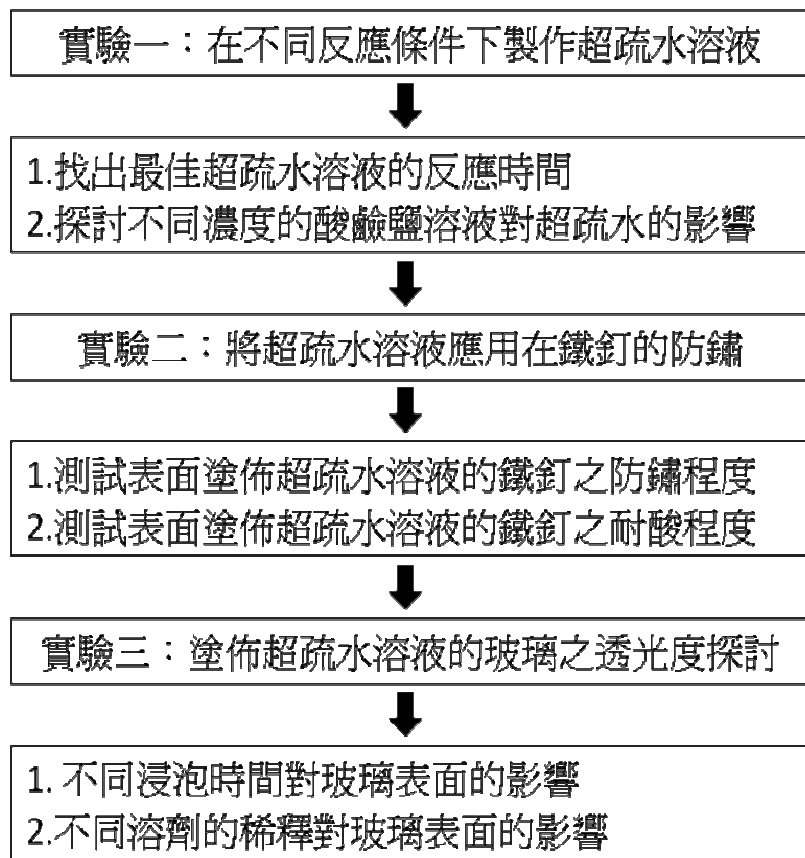 實驗一：在不同反應條件下製作超疏水溶液
1.找出最佳超疏水溶液的反應時間
2.探討不同濃度的酸鹼鹽溶液對超疏水的影響
實驗二：將超疏水溶液應用在鐵釘的防鏽
1.測試表面塗佈超疏水溶液的鐵釘之防鏽程度
2.測試表面塗佈超疏水溶液的鐵釘之耐酸程度
實驗三：塗佈超疏水溶液的玻璃之透光度探討
1. 不同浸泡時間對玻璃表面的影響
2.不同溶劑的稀釋對玻璃表面的影響